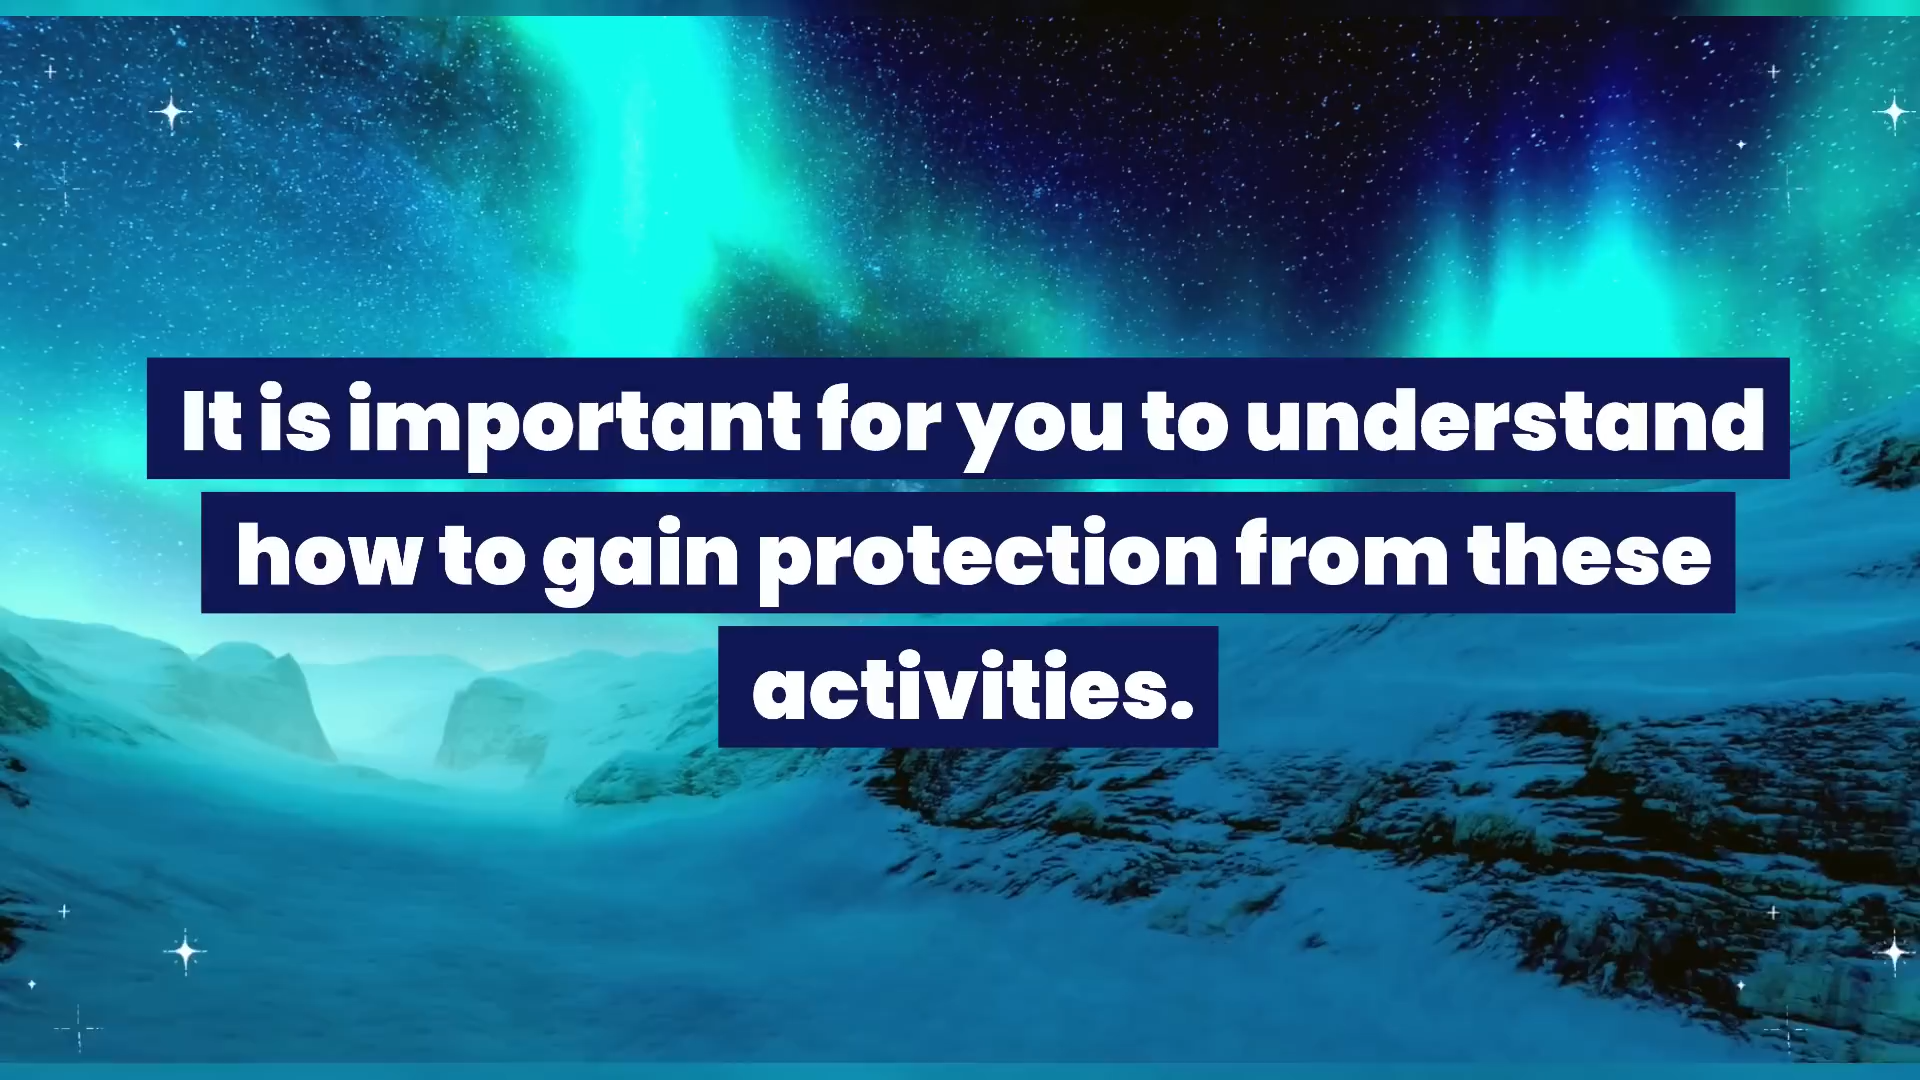 It is important for you to understand
how to gain protection from these
activities.